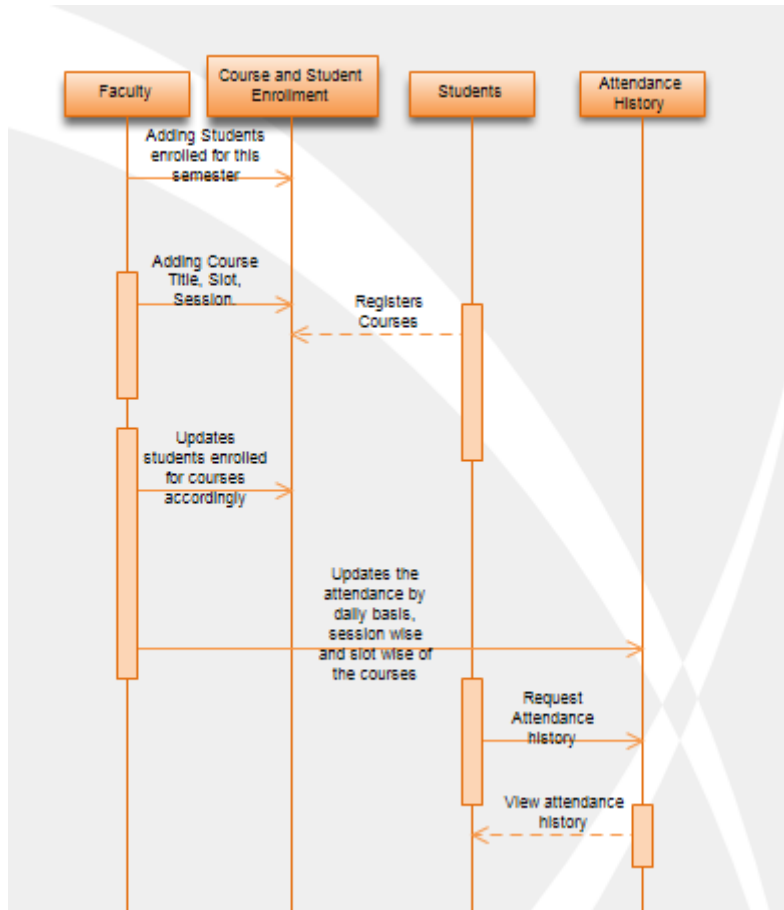 Faculty
Course and Student
Enrollment
Students
Attendance
History
Adding Students
enrolled for this
semester
Adding Course
Title, Slot,
Session.
Registers
Courses
Updates
students enrolled
for courses
accordingly
Updates the
attendance by
daily basis,
session wise
and slot wise of
the courses
Request
Attendance
history
View attendance
history